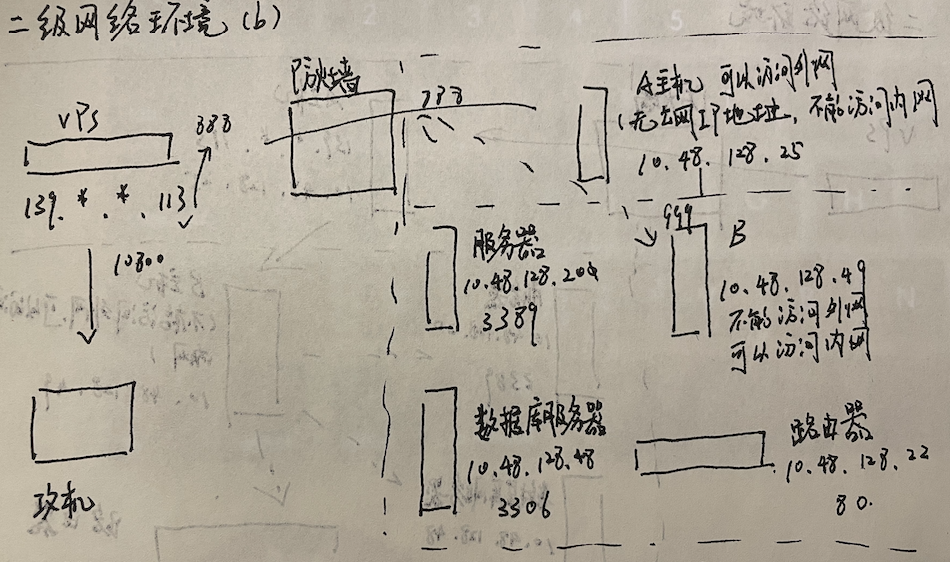 二级网络环境(b)
防火墙
VPS
888
139.*.*.113
10800
攻机
788
A主机 可以访问外网
(无公网IP地址, 不能访问内网
10.48.128.25
服务器
10.48.128.204
3389
999
B
10.48.128.49
不能访问外网
可以访问内网
数据库服务器
10.48.128.48
3306
路由器
10.48.128.22
80.